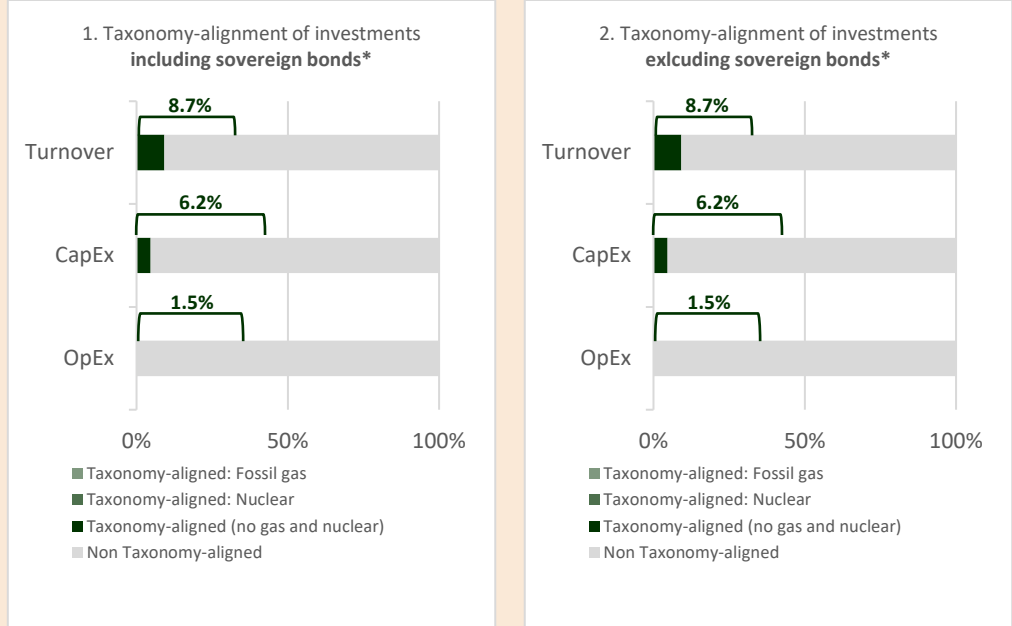 1. Taxonomy-alignment of investments
including sovereign bonds*
8.7%
Turnover
6.2%
CapEx
1.5%
OpEx
0%
50%
100%
Taxonomy-aligned: Fossil gas
Taxonomy-aligned: Nuclear
Taxonomy-aligned (no gas and nuclear)
Non Taxonomy-aligned
2. Taxonomy-alignment of investments
exlcuding sovereign bonds*
8.7%
Turnover
6.2%
CapEx
1.5%
OpEx
0%
50%
100%
Taxonomy-aligned: Fossil gas
Taxonomy-aligned: Nuclear
Taxonomy-aligned (no gas and nuclear)
Non Taxonomy-aligned